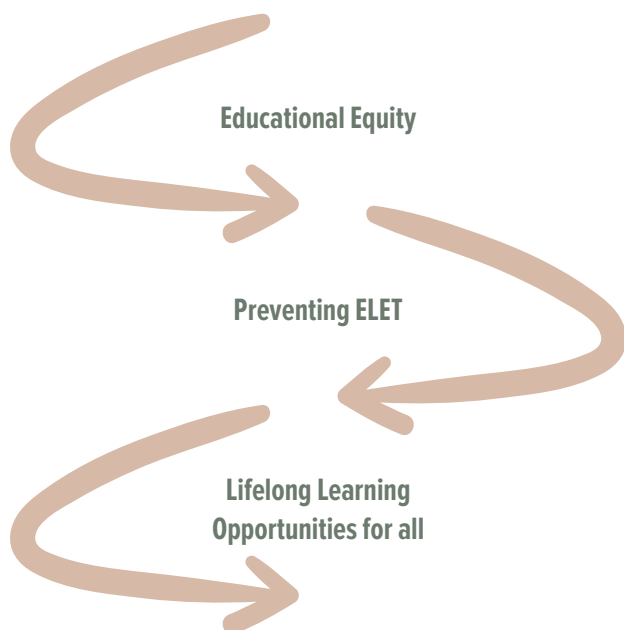 Educational Equity
Preventing ELET
Lifelong Learning
Opportunities for all